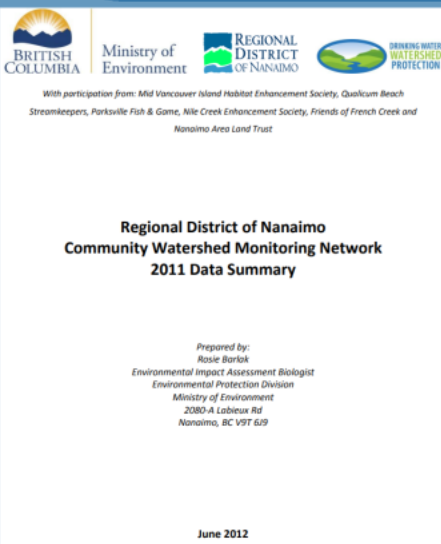 BRITISH
COLUMBIA
Ministry of
Environment
REGIONAL
DISTRICT
OF NANAIMO
DRINKING WATER
WATERSHED
PROTECTION
With participation from: Mid Vancouver Island Habitat Enhancement Society, Qualicum Beach
Streamkeepers, Parksville Fish & Game, Nile Creek Enhancement Society, Friends of French Creek and
Nanaimo Area Land Trust
Regional District of Nanaimo
Community Watershed Monitoring Network
2011 Data Summary
Prepared by:
Rosie Barlak
Environmental Impact Assessment Biologist
Environmental Protection Division
Ministry of Environment
2080-A Labieux Rd
Nanaimo, BC V9T 6J9
June 2012